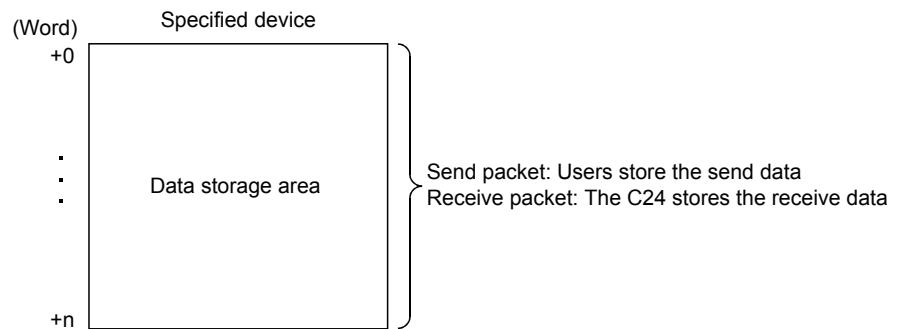 Specified device
(Word)
+0
.
.
.
Data storage area
Send packet: Users store the send data
Receive packet: The C24 stores the receive data
+n